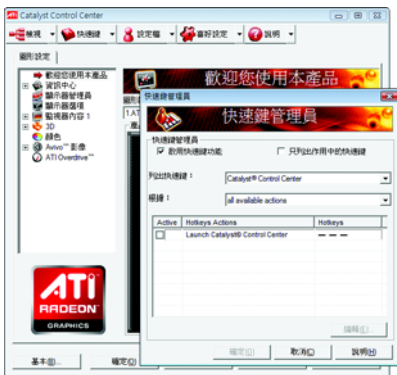 Catalyst Control Center
檢視 快速鍵 設定檔 喜好設定 說明
圖形設定
歡迎您使用本產品
資訊中心
顯示器管理員
顯示器選項
監視器內容 1
3D
顏色
Avivo™ 影像
ATI Overdrive™
歡迎您使用本產品
ATI
RADEON
GRAPHICS
基本(B)...
確定(O)
快速鍵管理員
快速鍵管理員
快速鍵管理員
啟用快速鍵功能
只列出作用中的快速鍵
列出快速鍵：
Catalyst® Control Center
根據：
all available actions
Active Hotkeys Actions Hotkeys
Launch Catalyst® Control Center – – –
編輯(E)...
確定(O) 取消(C) 說明(H)